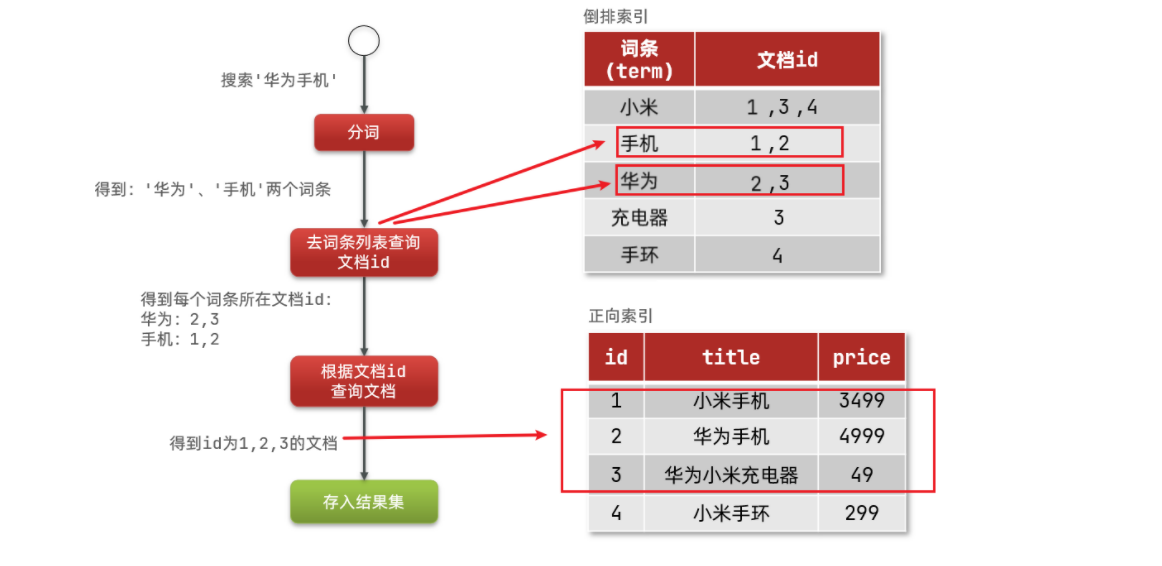 搜索'华为手机'
分词
得到: '华为'、'手机'两个词条
去词条列表查询
文档id
得到每个词条所在文档id:
华为: 2,3
手机: 1,2
根据文档id
查询文档
得到id为1,2,3的文档
存入结果集
倒排索引
词条
(term)
文档id
小米 1 ,3 ,4
手机 1 ,2
华为 2 ,3
充电器 3
手环 4
正向索引
id title price
1 小米手机 3499
2 华为手机 4999
3 华为小米充电器 49
4 小米手环 299